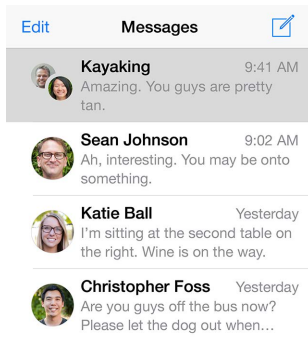 Edit
Messages
Kayaking
9:41 AM
Amazing. You guys are pretty
tan.
Sean Johnson
9:02 AM
Ah, interesting. You may be onto
something.
Katie Ball
Yesterday
I'm sitting at the second table on
the right. Wine is on the way.
Christopher Foss
Yesterday
Are you guys off the bus now?
Please let the dog out when…